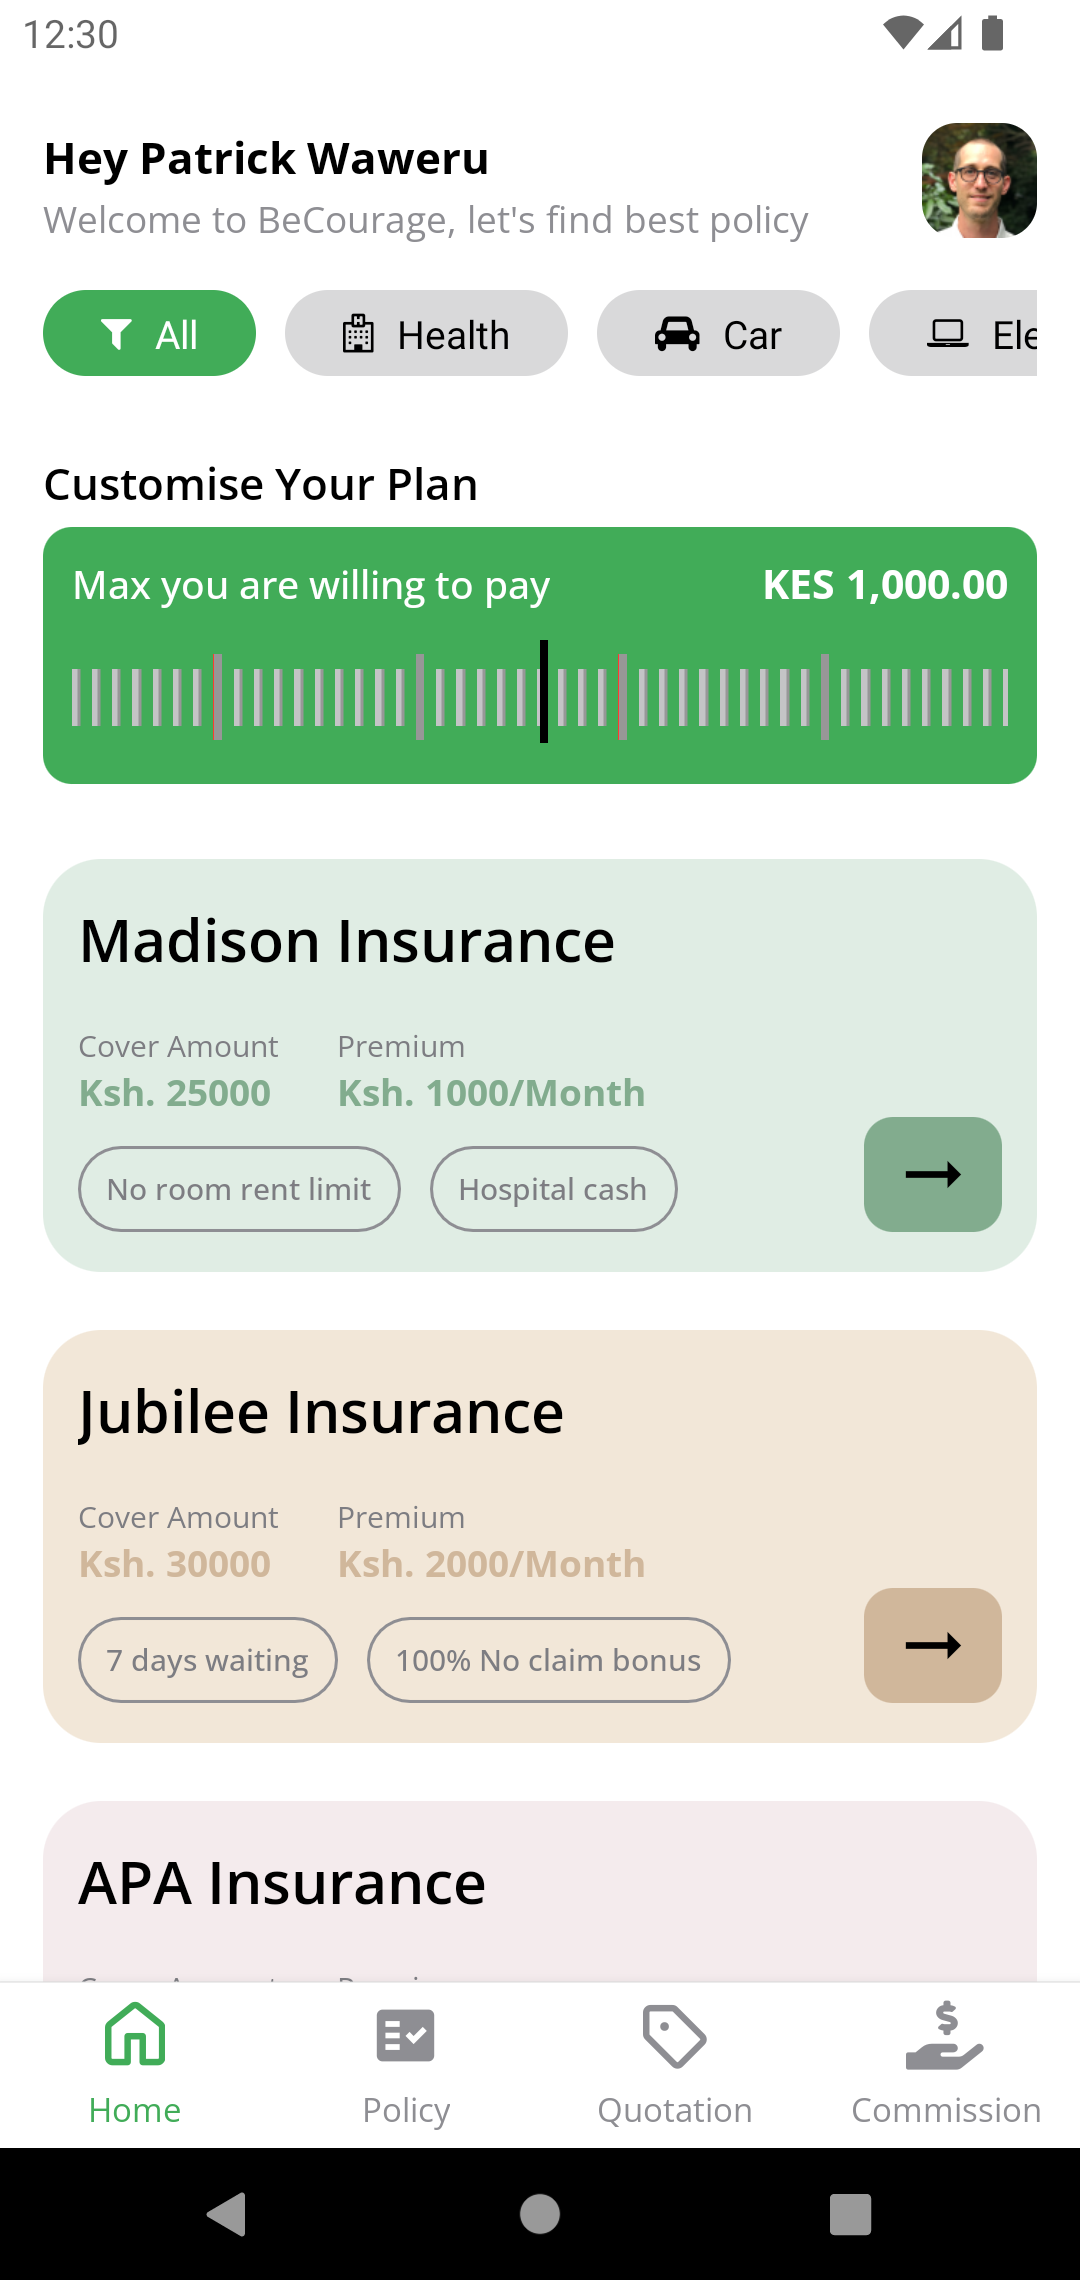 12:30
Hey Patrick Waweru
Welcome to BeCourage, let's find best policy
All Health Car Ele
Customise Your Plan
Max you are willing to pay KES 1,000.00
Madison Insurance
Cover Amount Premium
Ksh. 25000 Ksh. 1000/Month
No room rent limit Hospital cash
Jubilee Insurance
Cover Amount Premium
Ksh. 30000 Ksh. 2000/Month
7 days waiting 100% No claim bonus
APA Insurance
Home Policy Quotation Commission